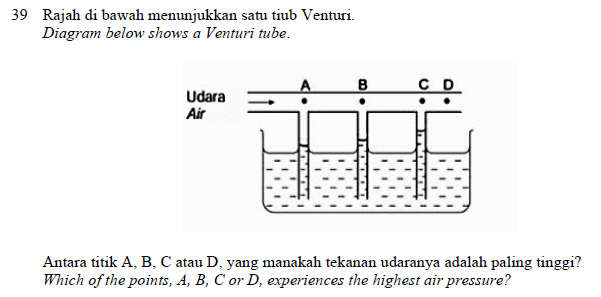 39 Rajah di bawah menunjukkan satu tiub Venturi.
Diagram below shows a Venturi tube.
A B C D
Udara
Air
Antara titik A, B, C atau D, yang manakah tekanan udaranya adalah paling tinggi?
Which of the points, A, B, C or D, experiences the highest air pressure?